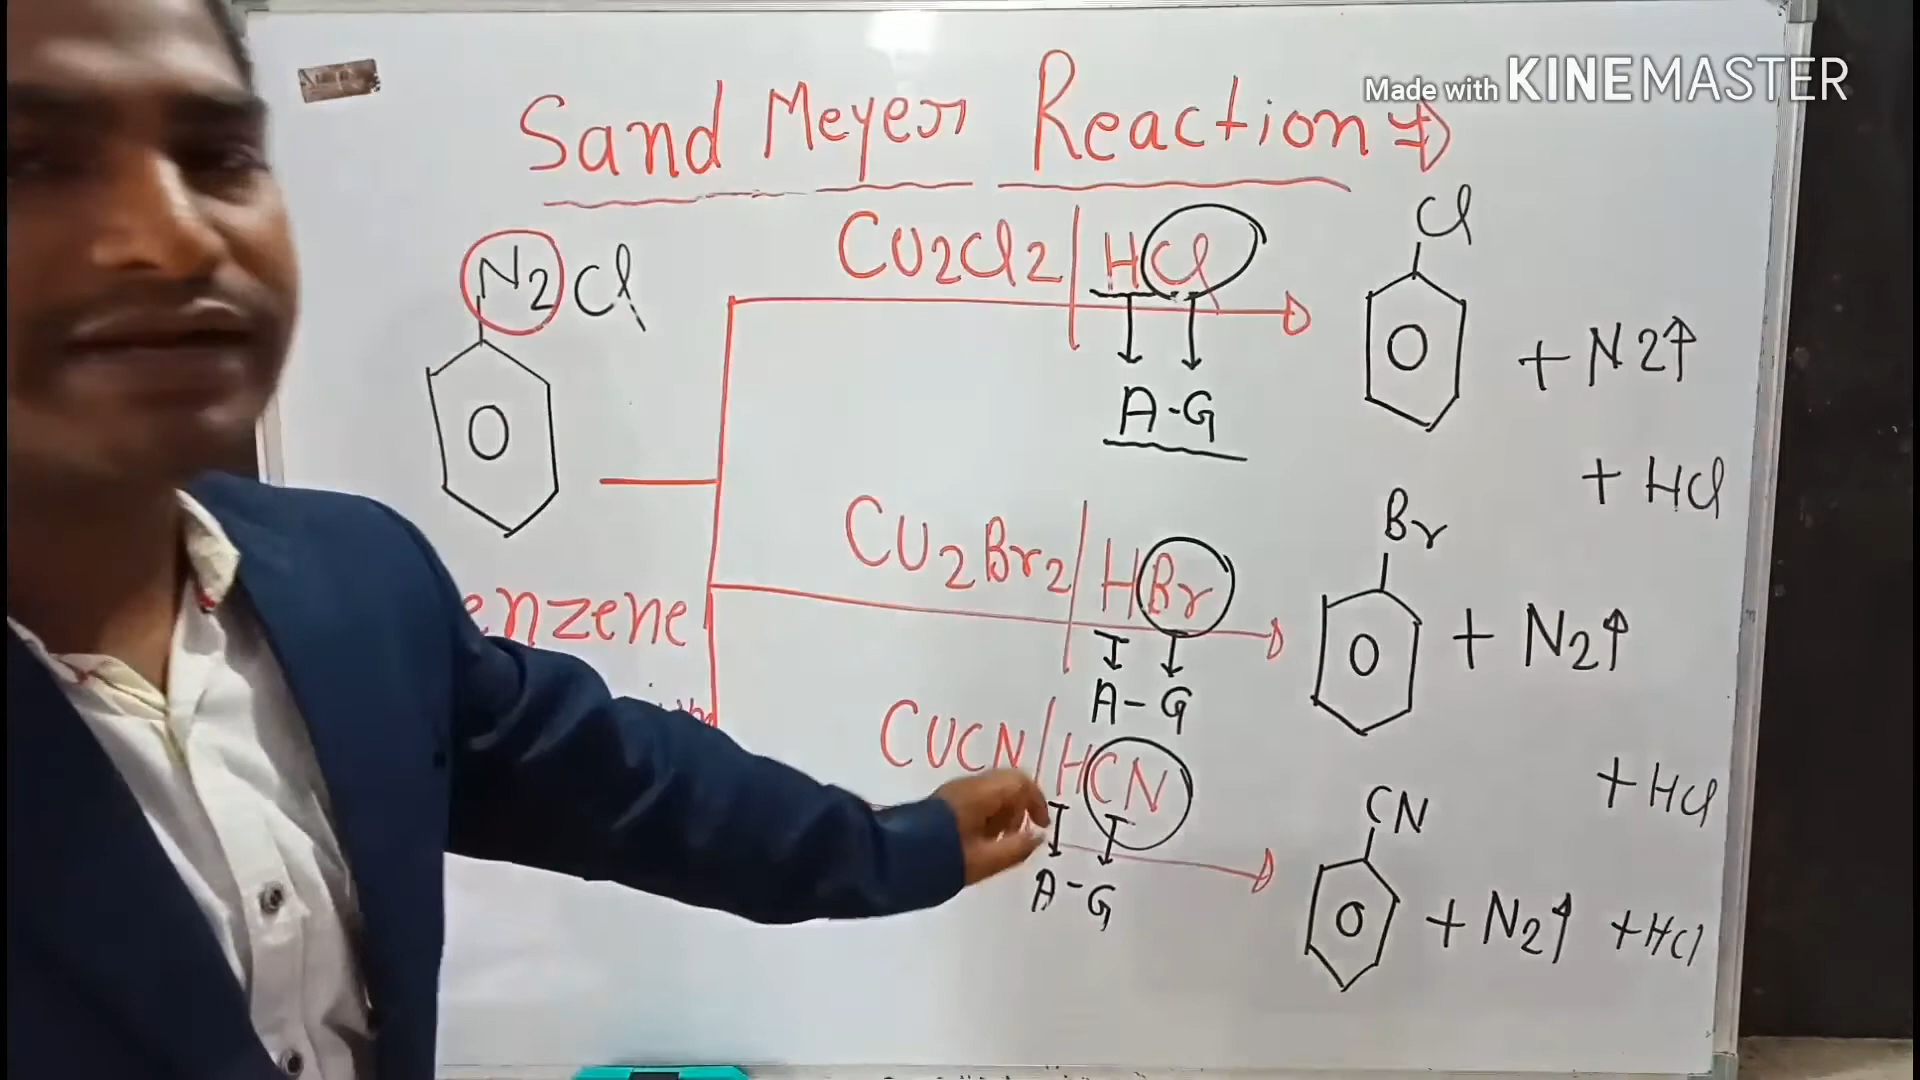 Made with KINEMASTER
Sand Meyer Reaction
Cl
CU2Cl2 | HCl
N2Cl
+ N2↑
A-G
+ HCl
Br
CU2Br2 | HBr
enzene
+ N2↑
A-G
CUCN/HCN
+ HCl
CN
A-G
+ N2↑ + HCl